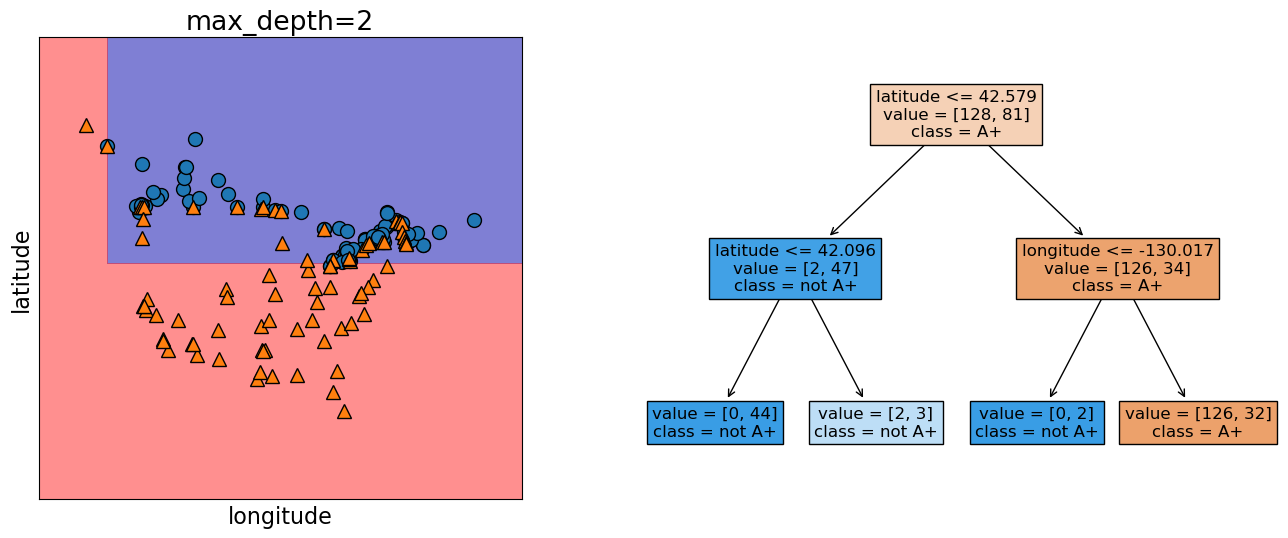 max_depth=2
latitude
longitude
latitude <= 42.579
value = [128, 81]
class = A+
latitude <= 42.096
value = [2, 47]
class = not A+
longitude <= -130.017
value = [126, 34]
class = A+
value = [0, 44]
class = not A+
value = [2, 3]
class = not A+
value = [0, 2]
class = not A+
value = [126, 32]
class = A+